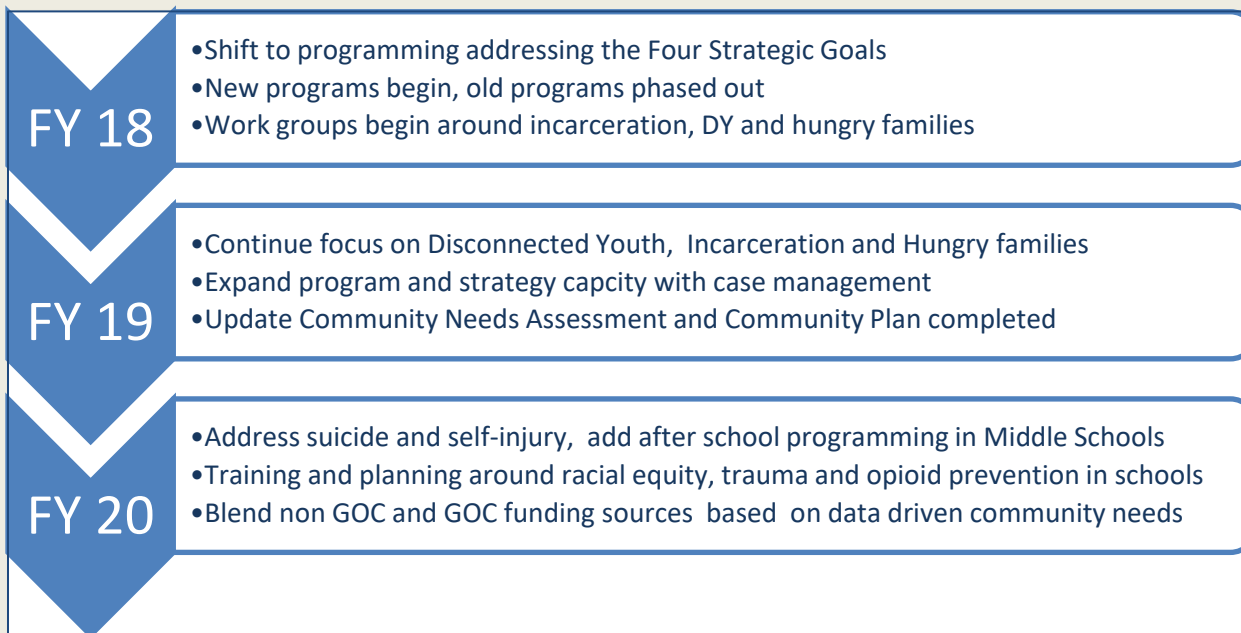 FY 18
•Shift to programming addressing the Four Strategic Goals
•New programs begin, old programs phased out
•Work groups begin around incarceration, DY and hungry families
FY 19
•Continue focus on Disconnected Youth, Incarceration and Hungry families
•Expand program and strategy capcity with case management
•Update Community Needs Assessment and Community Plan completed
FY 20
•Address suicide and self-injury, add after school programming in Middle Schools
•Training and planning around racial equity, trauma and opioid prevention in schools
•Blend non GOC and GOC funding sources based on data driven community needs